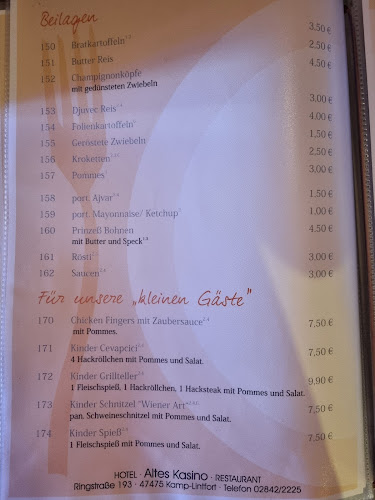 Beilagen
150 Bratkartoffeln 3.50 €
151 Butter Reis 2,50 €
152 Champignonköpfe 4,50 €
mit gedünsteten Zwiebeln
153 Djuvec Reis 3,00 €
154 Folienkartoffeln 4.00 €
155 Geröstete Zwiebeln 1,50 €
156 Kroketten 2,50 €
157 Pommes 3,00 €
158 port. Ajvar 1.50 €
159 port. Mayonnaise/ Ketchup 1.00 €
160 Prinzeß Bohnen 4.50 €
mit Butter und Speck
161 Rösti 3.00 €
162 Saucen 3,00 €
Für unsere „kleinen Gäste"
170 Chicken Fingers mit Zaubersauce 7,50 €
mit Pommes.
171 Kinder Cevapcici 7.50 €
4 Hackröllchen mit Pommes und Salat.
172 Kinder Grillteller 9.90 €
1 Fleischspieß, 1 Hackröllchen, 1 Hacksteak mit Pommes und Salat.
173 Kinder Schnitzel "Wiener Art" 7.50 €
pan. Schweineschnitzel mit Pommes und Salat.
174 Kinder Spieß 7.50 €
1 Fleischspieß mit Pommes und Salat.
HOTEL · Altes Kasino · RESTAURANT
Ringstraße 193 · 47475 Kamp-Lintfort · Telefon 02842/2225